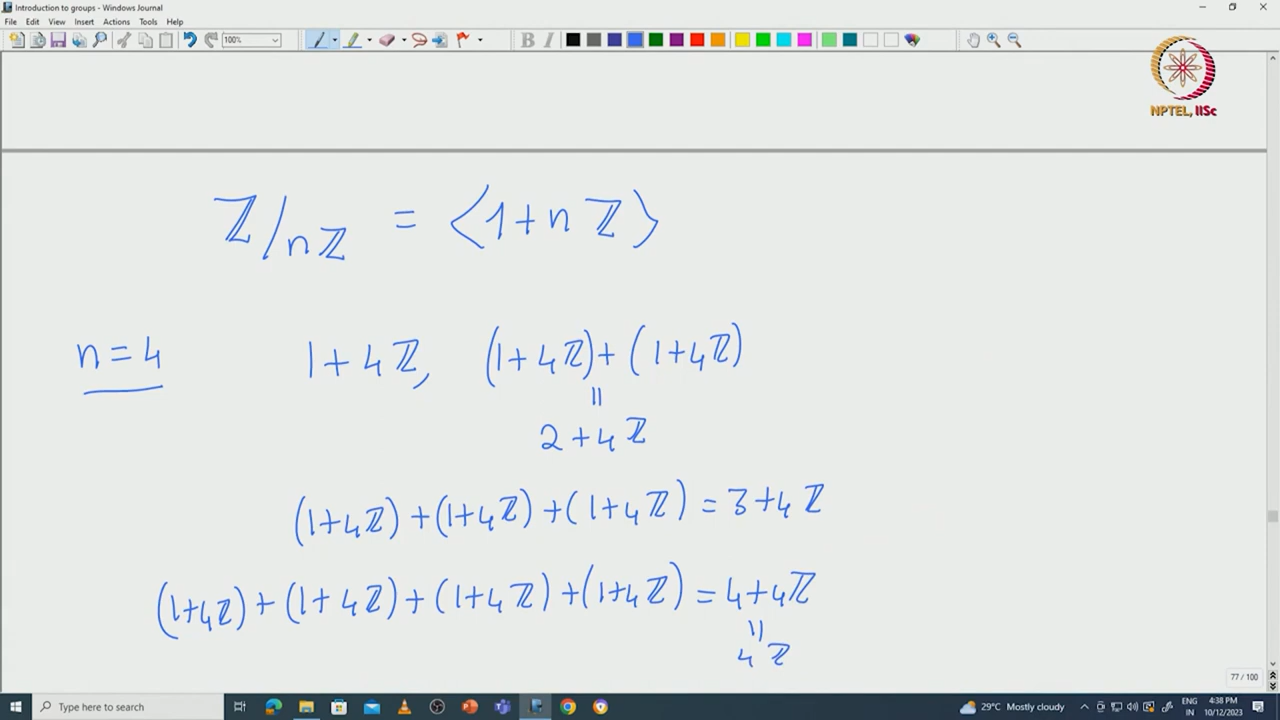 Introduction to groups - Windows Journal
File Edit View Insert Actions Tools Help
100% B I
NPTEL, IISc
ℤ/nℤ = ⟨1+nℤ⟩
n=4 1+4ℤ, (1+4ℤ)+(1+4ℤ)
=
2+4ℤ
(1+4ℤ)+(1+4ℤ)+(1+4ℤ)=3+4ℤ
(1+4ℤ)+(1+4ℤ)+(1+4ℤ)+(1+4ℤ)=4+4ℤ
=
4ℤ
77 / 100
Type here to search
29°C Mostly cloudy
ENG
IN
4:38 PM
10/12/2023